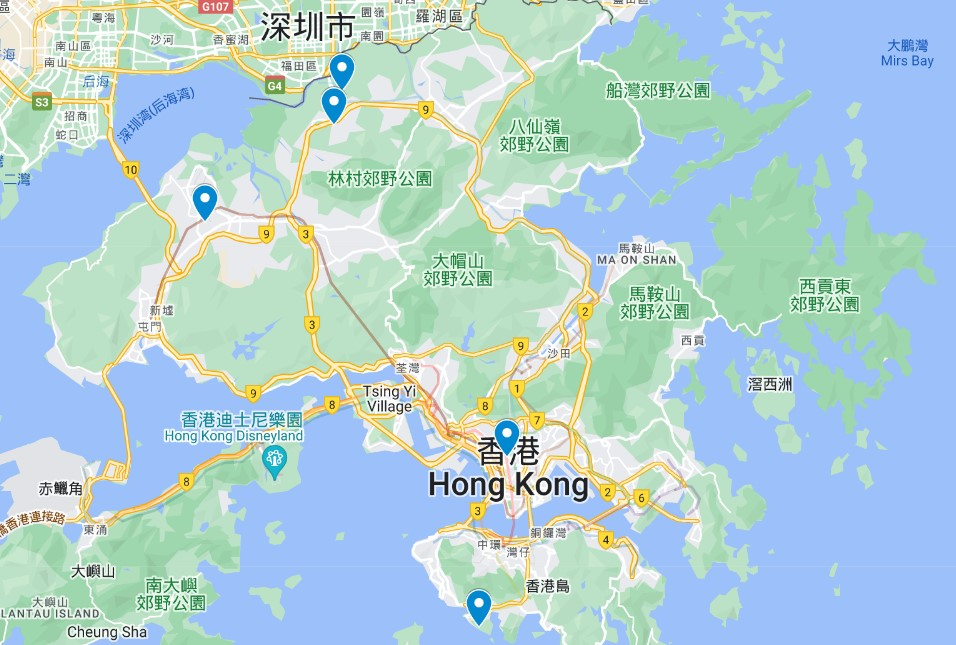 G107
粵海
園嶺
羅湖區
深圳市
南園
南山區
沙河
香蜜湖
南山
福田區
G4
后海
S3
招商
蛇口
深圳湾(后海湾)
二灣
大鵬灣
Mirs Bay
船灣郊野公園
9
八仙嶺
郊野公園
10
林村郊野公園
9
3
大帽山
郊野公園
馬鞍山
MA ON SHAN
馬鞍山
郊野公園
西貢東
郊野公園
新墟
屯門
3
2
9
沙田
西貢
荃灣
滘西洲
9
8
Tsing Yi
Village
1
8
7
香港迪士尼樂園
Hong Kong Disneyland
香港
Hong Kong
8
赤鱲角
2
6
3
香港連接路
東涌
銅鑼灣
中環
灣仔
4
大嶼山
南大嶼
郊野公園
香港島
大嶼山
LANTAU ISLAND
Cheung Sha